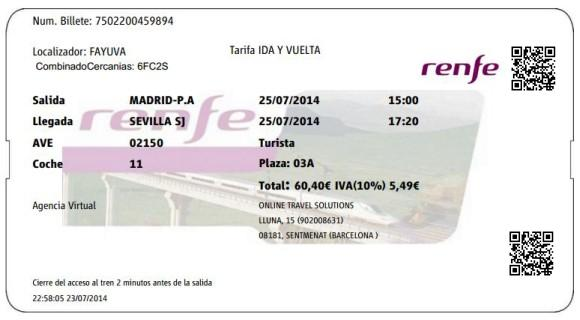 Num. Billete: 7502200459894
Localizador: FAYUVA Tarifa IDA Y VUELTA
CombinadoCercanias: 6FC2S
renfe
Salida MADRID-P.A 25/07/2014 15:00
renfe
Llegada SEVILLA SJ 25/07/2014 17:20
AVE 02150 Turista
Coche 11 Plaza: 03A
Total: 60,40€ IVA(10%) 5,49€
Agencia Virtual ONLINE TRAVEL SOLUTIONS
LLUNA, 15 (902008631)
08181, SENTMENAT (BARCELONA )
Cierre del acceso al tren 2 minutos antes de la salida
22:58:05 23/07/2014